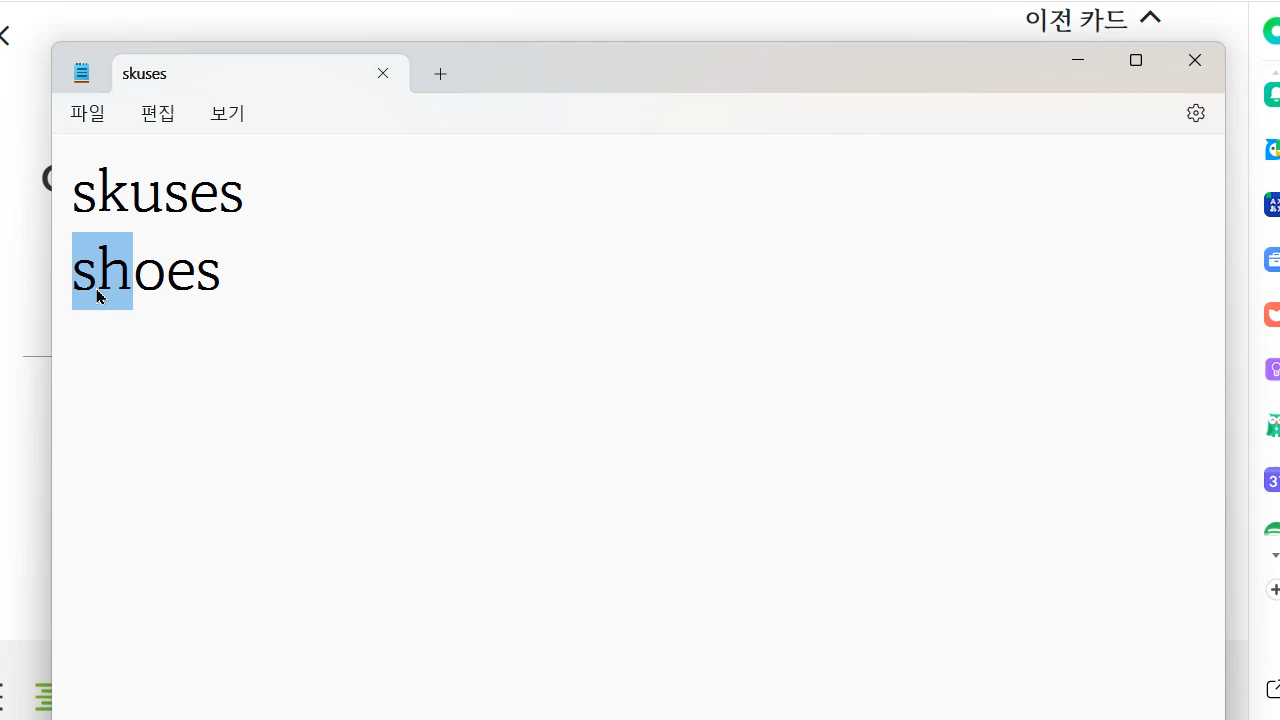 이전 카드
skuses
파일 편집 보기
skuses
shoes